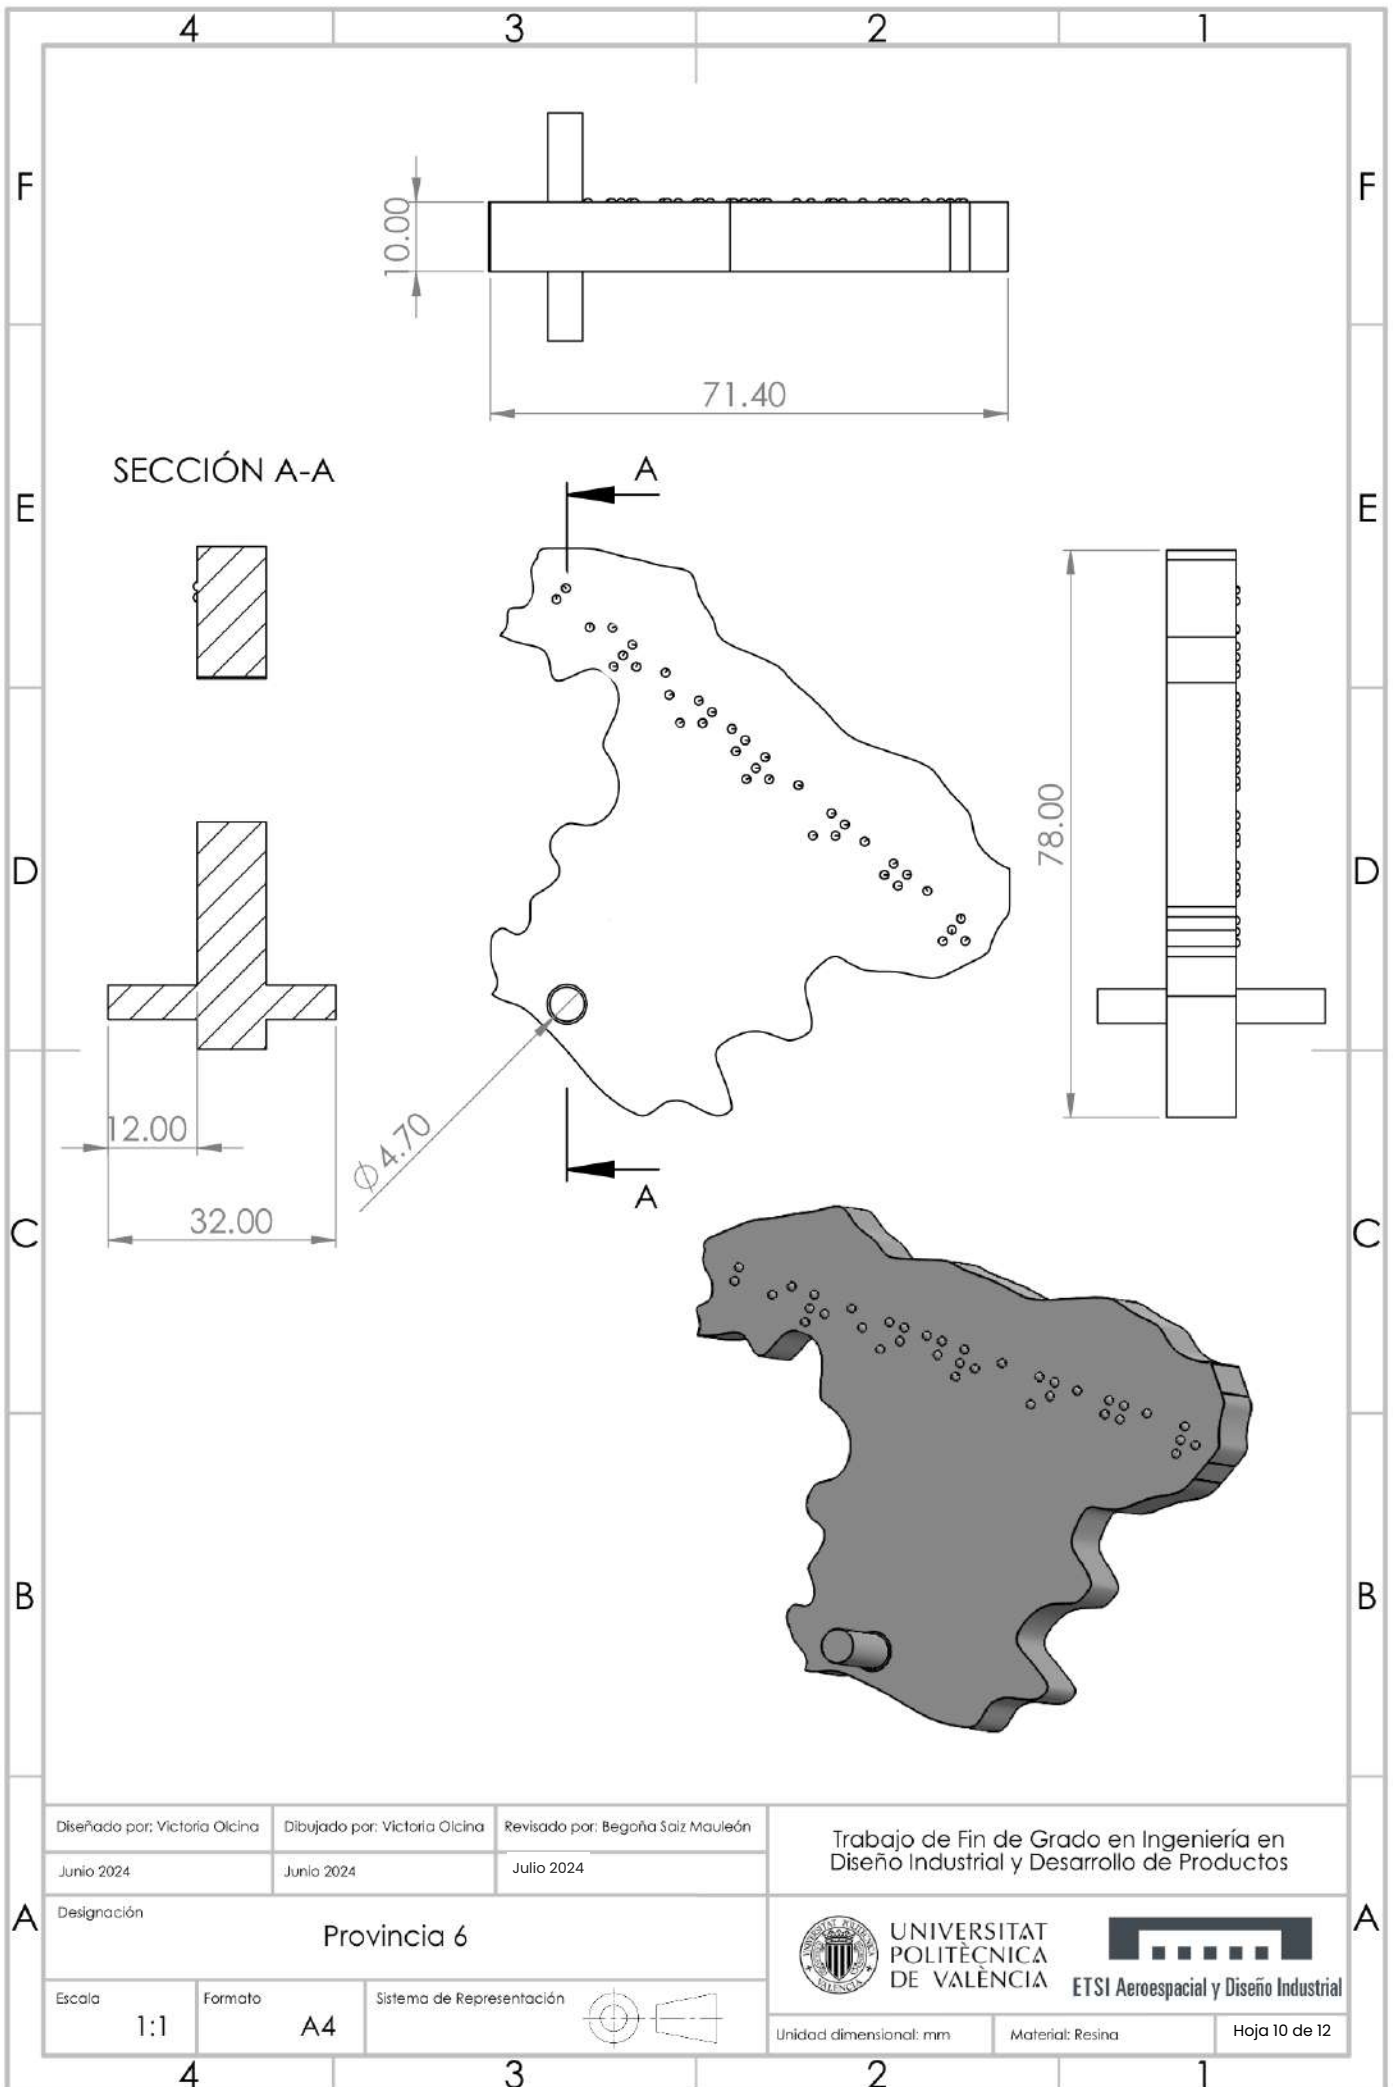 4 3 2 1
F F
10.00
71.40
SECCIÓN A-A
A
E E
78.00
D D
12.00
Ø4.70
A
32.00
C C
B B
Diseñado por: Victoria Olcina Dibujado por: Victoria Olcina Revisado por: Begoña Saiz Mauleón
Junio 2024 Junio 2024 Julio 2024
Trabajo de Fin de Grado en Ingeniería en
Diseño Industrial y Desarrollo de Productos
A A
Designación
Provincia 6
UNIVERSITAT
POLITÈCNICA
DE VALÈNCIA
ETSI Aeroespacial y Diseño Industrial
Escala Formato Sistema de Representación
1:1 A4
Unidad dimensional: mm Material: Resina Hoja 10 de 12
4 3 2 1